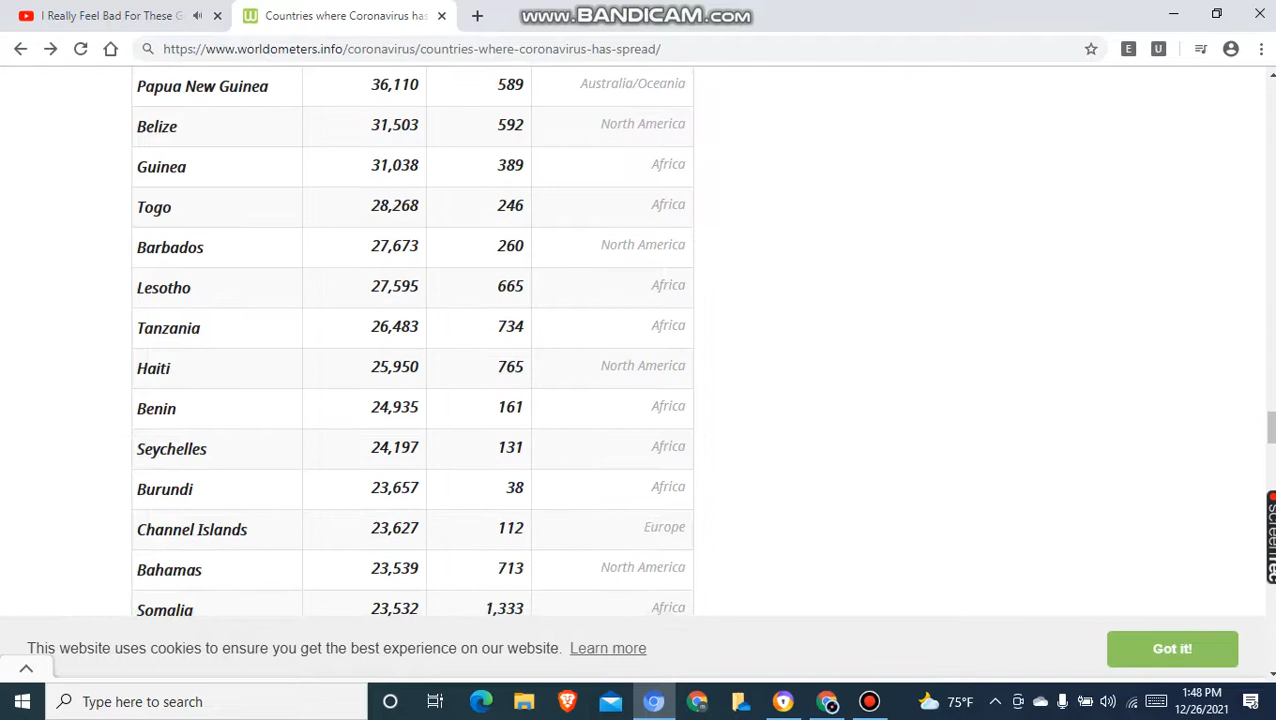 I Really Feel Bad For These G
Countries where Coronavirus has
www.BANDICAM.com
https://www.worldometers.info/coronavirus/countries-where-coronavirus-has-spread/
E
U
Papua New Guinea 36,110 589 Australia/Oceania
Belize 31,503 592 North America
Guinea 31,038 389 Africa
Togo 28,268 246 Africa
Barbados 27,673 260 North America
Lesotho 27,595 665 Africa
Tanzania 26,483 734 Africa
Haiti 25,950 765 North America
Benin 24,935 161 Africa
Seychelles 24,197 131 Africa
Burundi 23,657 38 Africa
Channel Islands 23,627 112 Europe
Bahamas 23,539 713 North America
Somalia 23,532 1,333 Africa
screenrec
This website uses cookies to ensure you get the best experience on our website. Learn more
Got it!
Type here to search
75°F
1:48 PM
12/26/2021